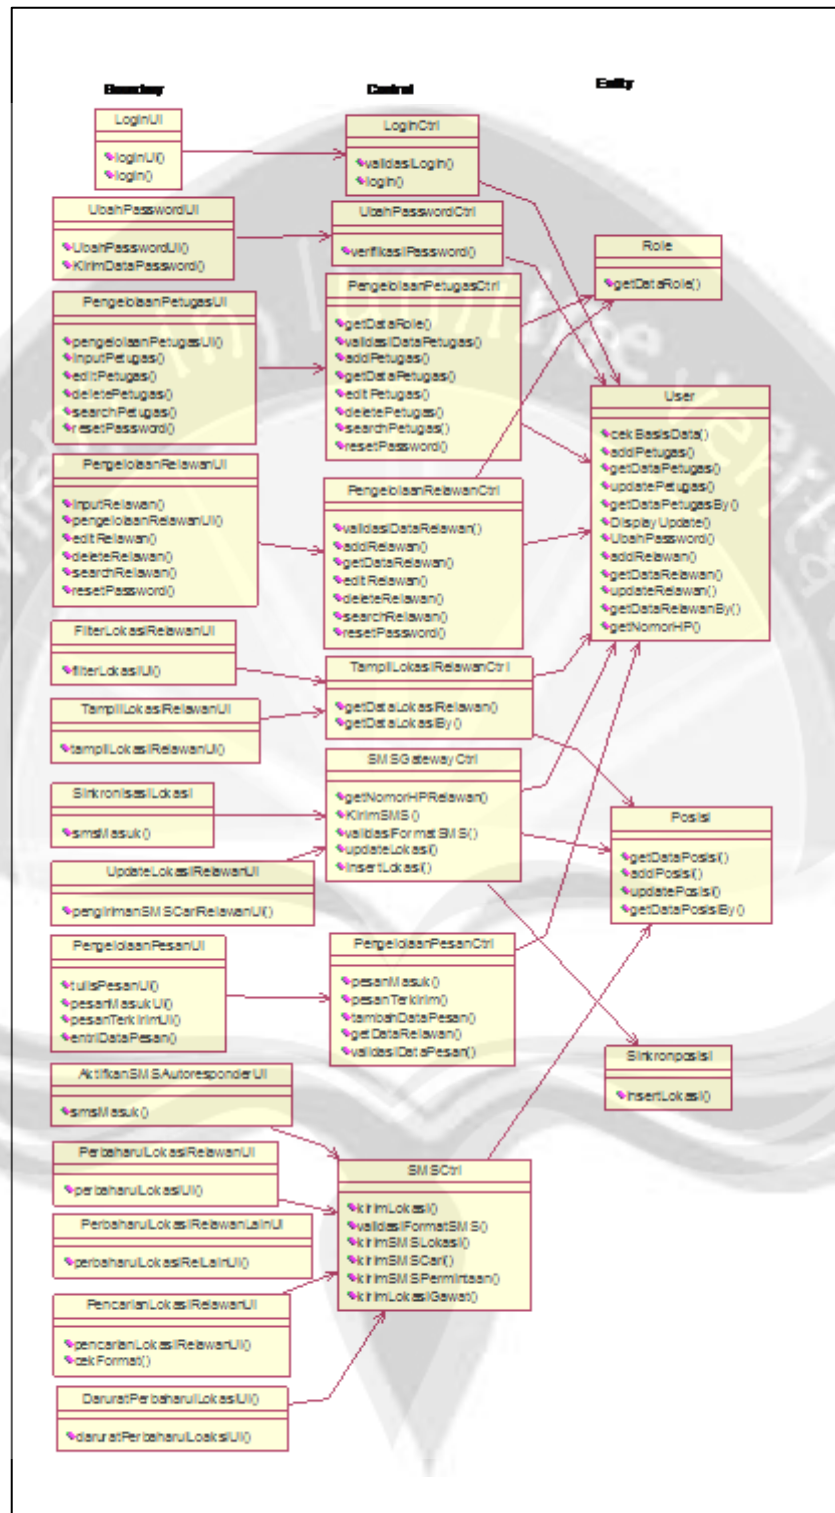 Boundary
Control
Entity
LoginUI
loginUI()
login()
LoginCtrl
validasiLogin()
login()
UbahPasswordUI
UbahPasswordUI()
KirimDataPassword()
UbahPasswordCtrl
verifikasiPassword()
Role
getDataRole()
PengelolaanPetugasUI
pengelolaanPetugasUI()
inputPetugas()
editPetugas()
deletePetugas()
searchPetugas()
resetPassword()
PengelolaanPetugasCtrl
getDataRole()
validasiDataPetugas()
addPetugas()
getDataPetugas()
editPetugas()
deletePetugas()
searchPetugas()
resetPassword()
User
cekBasisData()
addPetugas()
getDataPetugas()
updatePetugas()
getDataPetugasBy()
DisplayUpdate()
UbahPassword()
addRelawan()
getDataRelawan()
updateRelawan()
getDataRelawanBy()
getNomorHP()
PengelolaanRelawanUI
inputRelawan()
pengelolaanRelawanUI()
editRelawan()
deleteRelawan()
searchRelawan()
resetPassword()
PengelolaanRelawanCtrl
validasiDataRelawan()
addRelawan()
getDataRelawan()
editRelawan()
deleteRelawan()
searchRelawan()
resetPassword()
FilterLokasiRelawanUI
filterLokasiUI()
TampilLokasiRelawanUI
tampilLokasiRelawanUI()
TampilLokasiRelawanCtrl
getDataLokasiRelawan()
getDataLokasiBy()
SinkronisasiLokasi
smsMasuk()
UpdateLokasiRelawanUI
pengirimanSMSCariRelawanUI()
SMSGatewayCtrl
getNomorHPRelawan()
KirimSMS()
validasiFormatSMS()
updateLokasi()
insertLokasi()
Posisi
getDataPosisi()
addPosisi()
updatePosisi()
getDataPosisiBy()
PengelolaanPesanUI
tulisPesanUI()
pesanMasukUI()
pesanTerkirimUI()
entriDataPesan()
PengelolaanPesanCtrl
pesanMasuk()
pesanTerkirim()
tambahDataPesan()
getDataRelawan()
validasiDataPesan()
Sinkronposisi
insertLokasi()
AktifkanSMSAutoresponderUI
smsMasuk()
PerbaharuiLokasiRelawanUI
perbaharuiLokasiUI()
PerbaharuiLokasiRelawanLainUI
perbaharuiLokasiRelLainUI()
PencarianLokasiRelawanUI
pencarianLokasiRelawanUI()
cekFormat()
DaruratPerbaharuiLokasiUI()
daruratPerbaharuiLoaksiUI()
SMSCtrl
kirimLokasi()
validasiFormatSMS()
kirimSMSLokasi()
kirimSMSCari()
kirimSMSPermintaan()
kirimLokasiGawat()